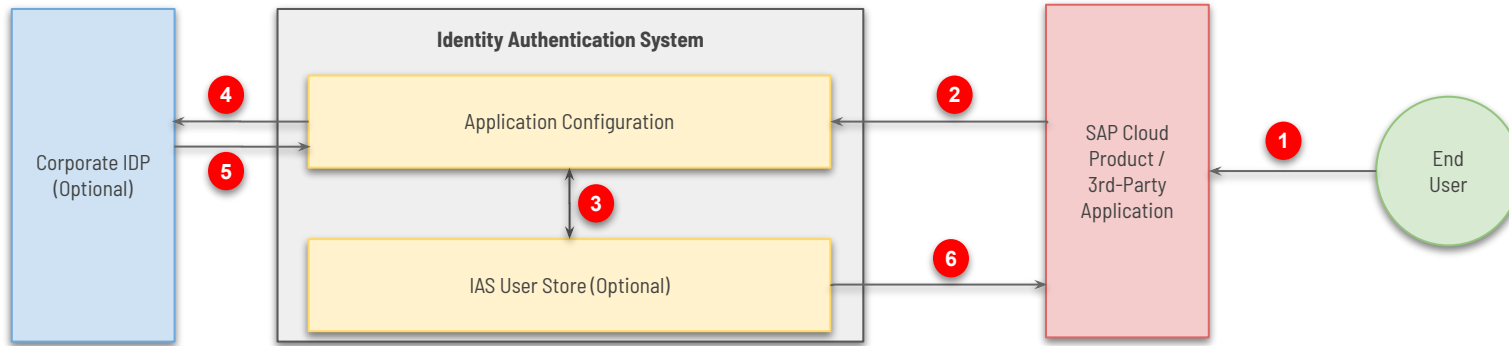 Identity Authentication System
4
Application Configuration
2
Corporate IDP
(Optional)
5
SAP Cloud
Product /
3rd-Party
Application
1
End
User
3
IAS User Store (Optional)
6